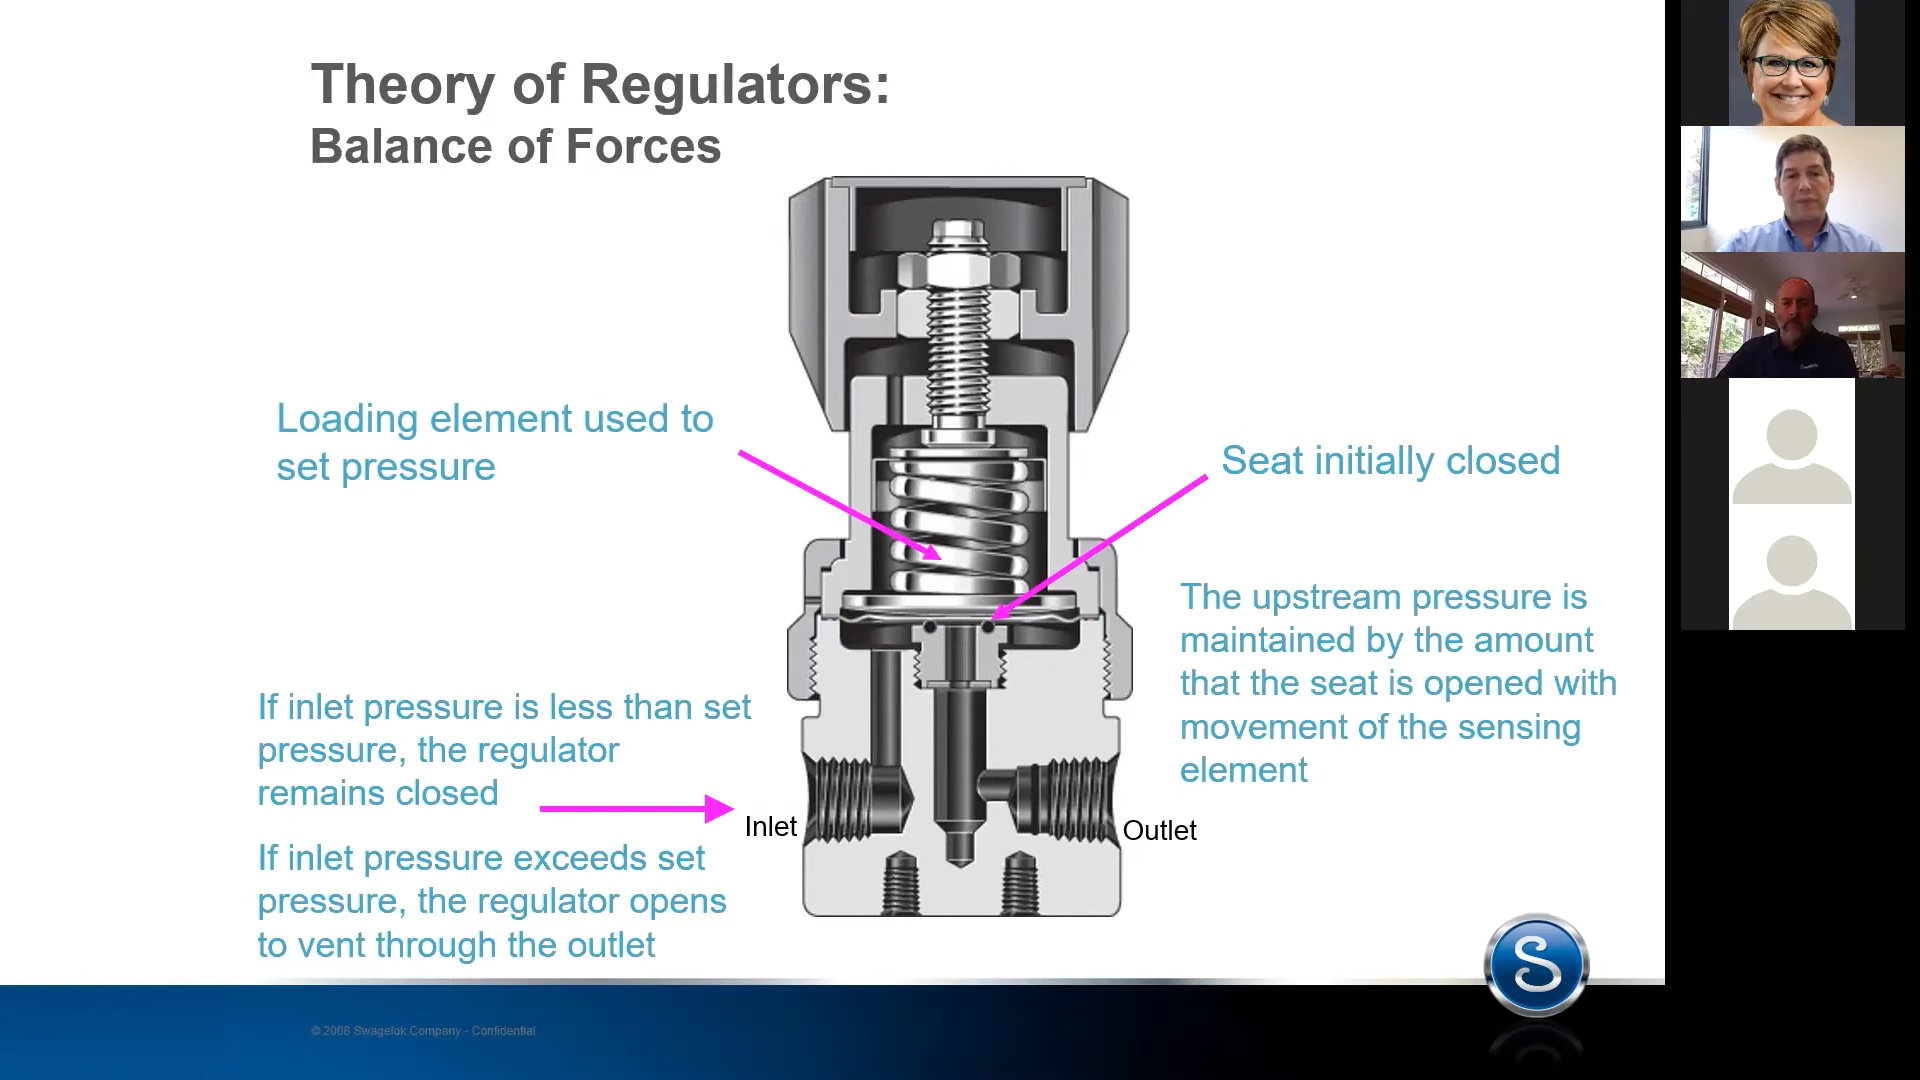 Theory of Regulators:
Balance of Forces
Loading element used to
set pressure
Seat initially closed
The upstream pressure is
maintained by the amount
that the seat is opened with
movement of the sensing
element
If inlet pressure is less than set
pressure, the regulator
remains closed
Inlet
Outlet
If inlet pressure exceeds set
pressure, the regulator opens
to vent through the outlet
S
© 2008 Swagelok Company - Confidential